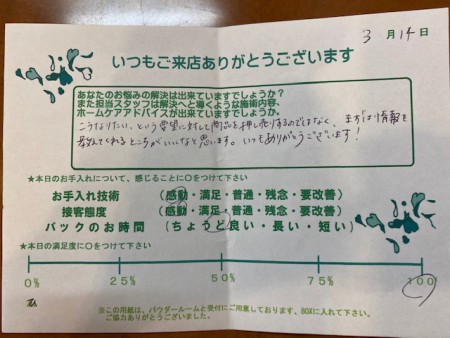 3月14日
いつもご来店ありがとうございます
あなたのお悩みの解決は出来ていますでしょうか?
また担当スタッフは解決へと導くような施術内容、
ホームケアアドバイスが出来ていますでしょうか?
こうなりたい、という要望に対して商品を押し売りするのではなく、まずは情報を
教えてくれるところがいいなと思います。いつもありがとうございます!
★本日のお手入れについて、感じることに○をつけて下さい
お手入れ技術 (感動・満足・普通・残念・要改善)
接客態度 (感動・満足・普通・残念・要改善)
パックのお時間 (ちょうど良い・長い・短い)
★本日の満足度に○をつけて下さい
0% 25% 50% 75% 100
※この用紙は、パウダールームと受付にご用意しております、BOXに入れて下さい。
ご協力ありがとうございました。